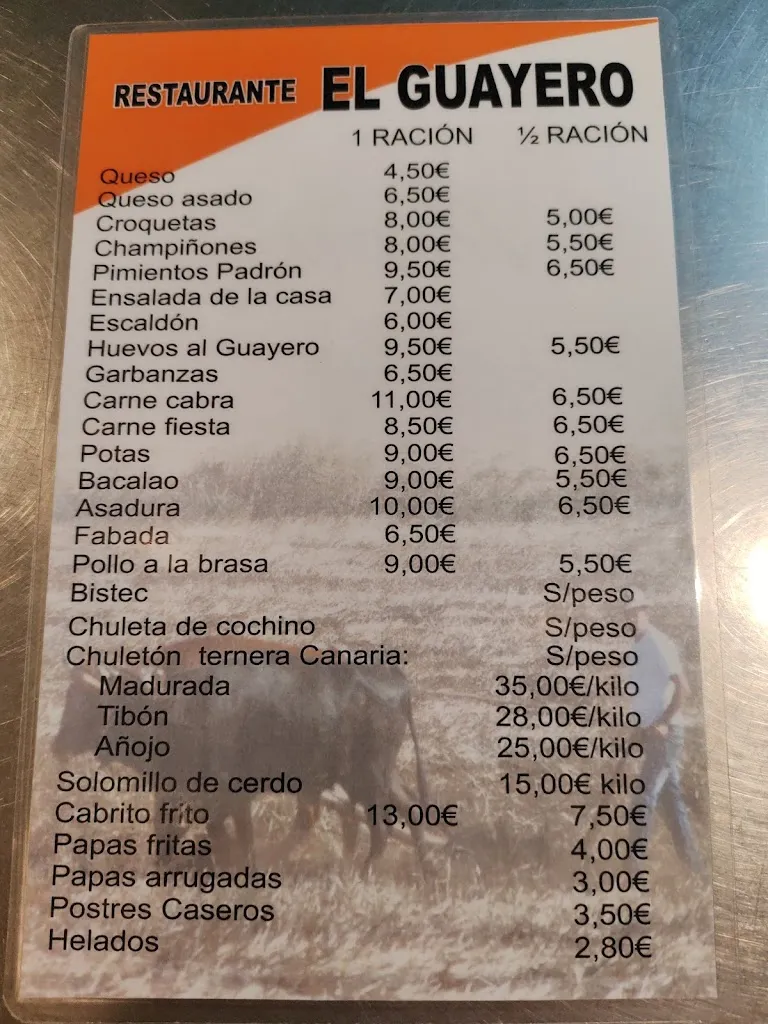 RESTAURANTE EL GUAYERO
1 RACIÓN ½ RACIÓN
Queso 4,50€
Queso asado 6,50€
Croquetas 8,00€ 5,00€
Champiñones 8,00€ 5,50€
Pimientos Padrón 9,50€ 6,50€
Ensalada de la casa 7,00€
Escaldón 6,00€
Huevos al Guayero 9,50€ 5,50€
Garbanzas 6,50€
Carne cabra 11,00€ 6,50€
Carne fiesta 8,50€ 6,50€
Potas 9,00€ 6,50€
Bacalao 9,00€ 5,50€
Asadura 10,00€ 6,50€
Fabada 6,50€
Pollo a la brasa 9,00€ 5,50€
Bistec S/peso
Chuleta de cochino S/peso
Chuletón ternera Canaria: S/peso
Madurada 35,00€/kilo
Tibón 28,00€/kilo
Añojo 25,00€/kilo
Solomillo de cerdo 15,00€ kilo
Cabrito frito 13,00€ 7,50€
Papas fritas 4,00€
Papas arrugadas 3,00€
Postres Caseros 3,50€
Helados 2,80€